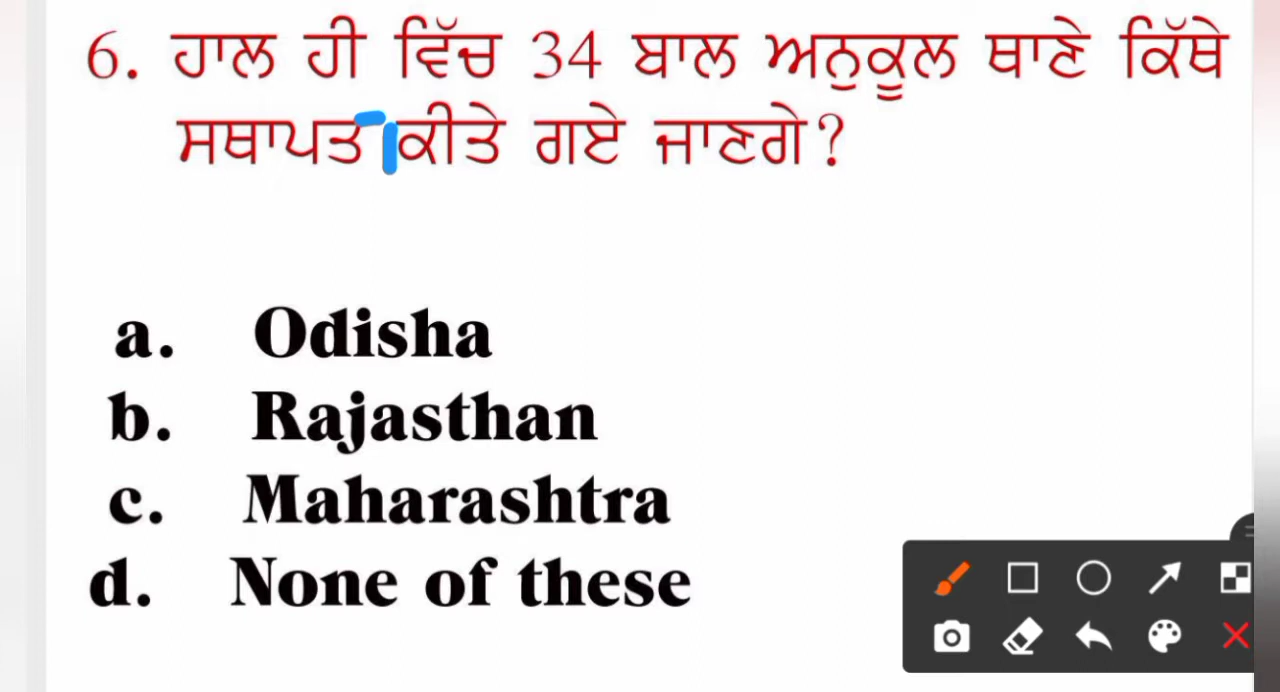 6. ਹਾਲ ਹੀ ਵਿੱਚ 34 ਬਾਲ ਅਨੁਕੂਲ ਥਾਣੇ ਕਿੱਥੇ
ਸਥਾਪਤ ਕੀਤੇ ਗਏ ਜਾਣਗੇ?
a. Odisha
b. Rajasthan
c. Maharashtra
d. None of these